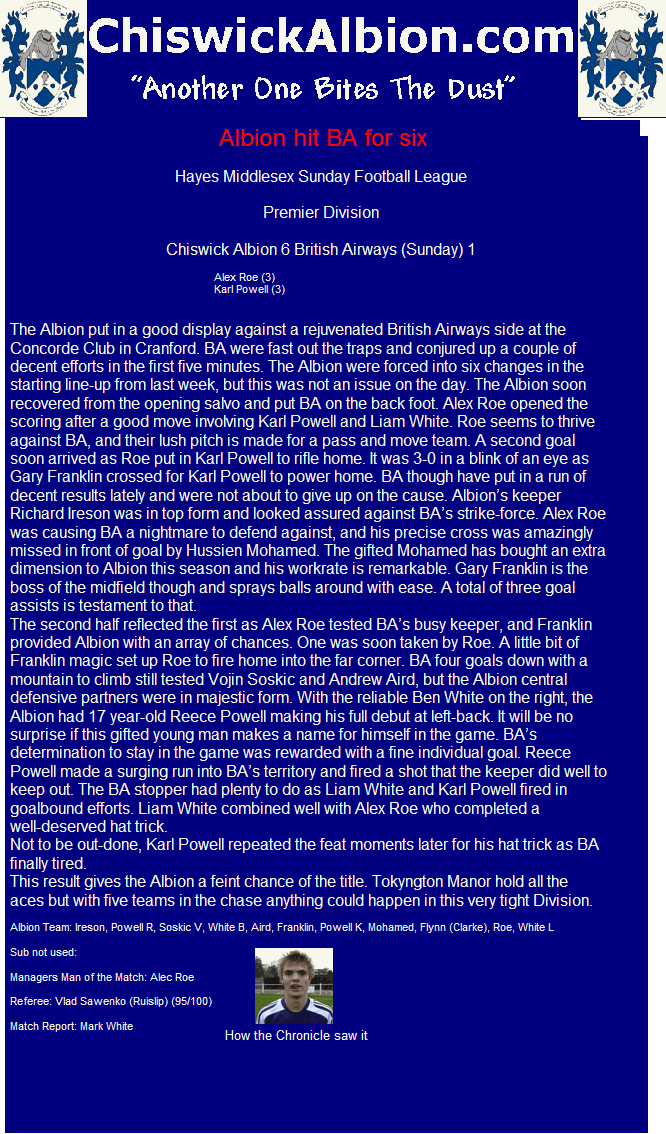 ChiswickAlbion.com
"Another One Bites The Dust"
Albion hit BA for six
Hayes Middlesex Sunday Football League
Premier Division
Chiswick Albion 6 British Airways (Sunday) 1
Alex Roe (3)
Karl Powell (3)
The Albion put in a good display against a rejuvenated British Airways side at the
Concorde Club in Cranford. BA were fast out the traps and conjured up a couple of
decent efforts in the first five minutes. The Albion were forced into six changes in the
starting line-up from last week, but this was not an issue on the day. The Albion soon
recovered from the opening salvo and put BA on the back foot. Alex Roe opened the
scoring after a good move involving Karl Powell and Liam White. Roe seems to thrive
against BA, and their lush pitch is made for a pass and move team. A second goal
soon arrived as Roe put in Karl Powell to rifle home. It was 3-0 in a blink of an eye as
Gary Franklin crossed for Karl Powell to power home. BA though have put in a run of
decent results lately and were not about to give up on the cause. Albion's keeper
Richard Ireson was in top form and looked assured against BA's strike-force. Alex Roe
was causing BA a nightmare to defend against, and his precise cross was amazingly
missed in front of goal by Hussien Mohamed. The gifted Mohamed has bought an extra
dimension to Albion this season and his workrate is remarkable. Gary Franklin is the
boss of the midfield though and sprays balls around with ease. A total of three goal
assists is testament to that.
The second half reflected the first as Alex Roe tested BA's busy keeper, and Franklin
provided Albion with an array of chances. One was soon taken by Roe. A little bit of
Franklin magic set up Roe to fire home into the far corner. BA four goals down with a
mountain to climb still tested Vojin Soskic and Andrew Aird, but the Albion central
defensive partners were in majestic form. With the reliable Ben White on the right, the
Albion had 17 year-old Reece Powell making his full debut at left-back. It will be no
surprise if this gifted young man makes a name for himself in the game. BA's
determination to stay in the game was rewarded with a fine individual goal. Reece
Powell made a surging run into BA's territory and fired a shot that the keeper did well to
keep out. The BA stopper had plenty to do as Liam White and Karl Powell fired in
goalbound efforts. Liam White combined well with Alex Roe who completed a
well-deserved hat trick.
Not to be out-done, Karl Powell repeated the feat moments later for his hat trick as BA
finally tired.
This result gives the Albion a feint chance of the title. Tokyngton Manor hold all the
aces but with five teams in the chase anything could happen in this very tight Division.
Albion Team: Ireson, Powell R, Soskic V, White B, Aird, Franklin, Powell K, Mohamed, Flynn (Clarke), Roe, White L
Sub not used:
Managers Man of the Match: Alec Roe
Referee: Vlad Sawenko (Ruislip) (95/100)
Match Report: Mark White
How the Chronicle saw it